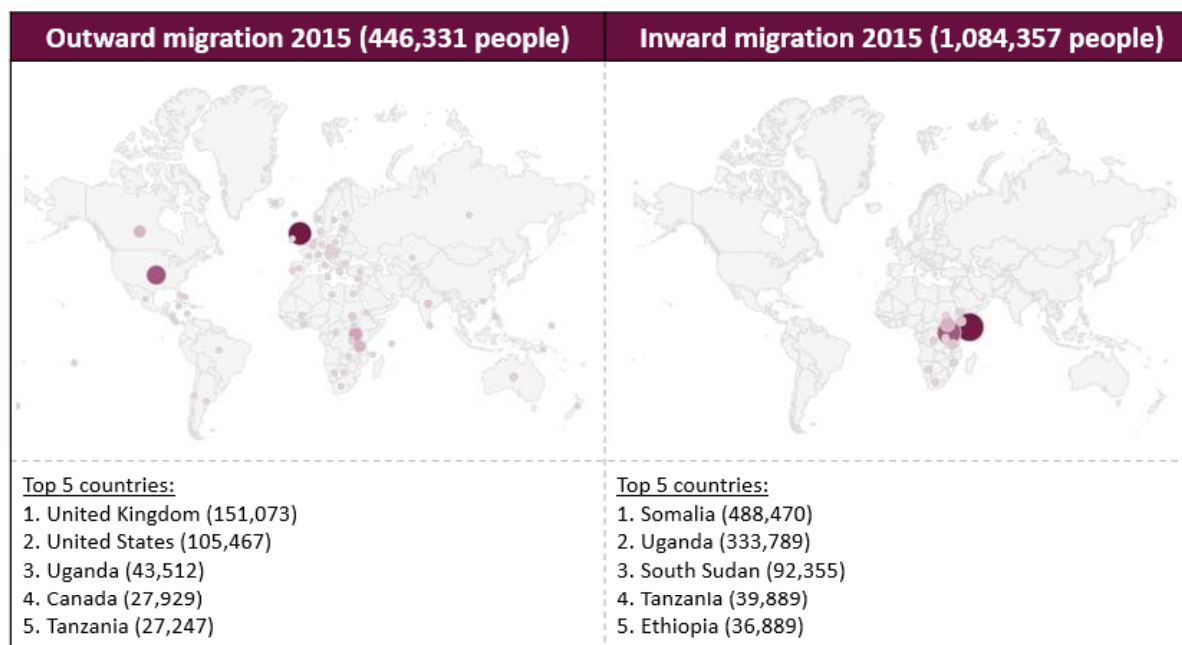 Outward migration 2015 (446,331 people)
Inward migration 2015 (1,084,357 people)
Top 5 countries:
1. United Kingdom (151,073)
2. United States (105,467)
3. Uganda (43,512)
4. Canada (27,929)
5. Tanzania (27,247)
Top 5 countries:
1. Somalia (488,470)
2. Uganda (333,789)
3. South Sudan (92,355)
4. Tanzania (39,889)
5. Ethiopia (36,889)